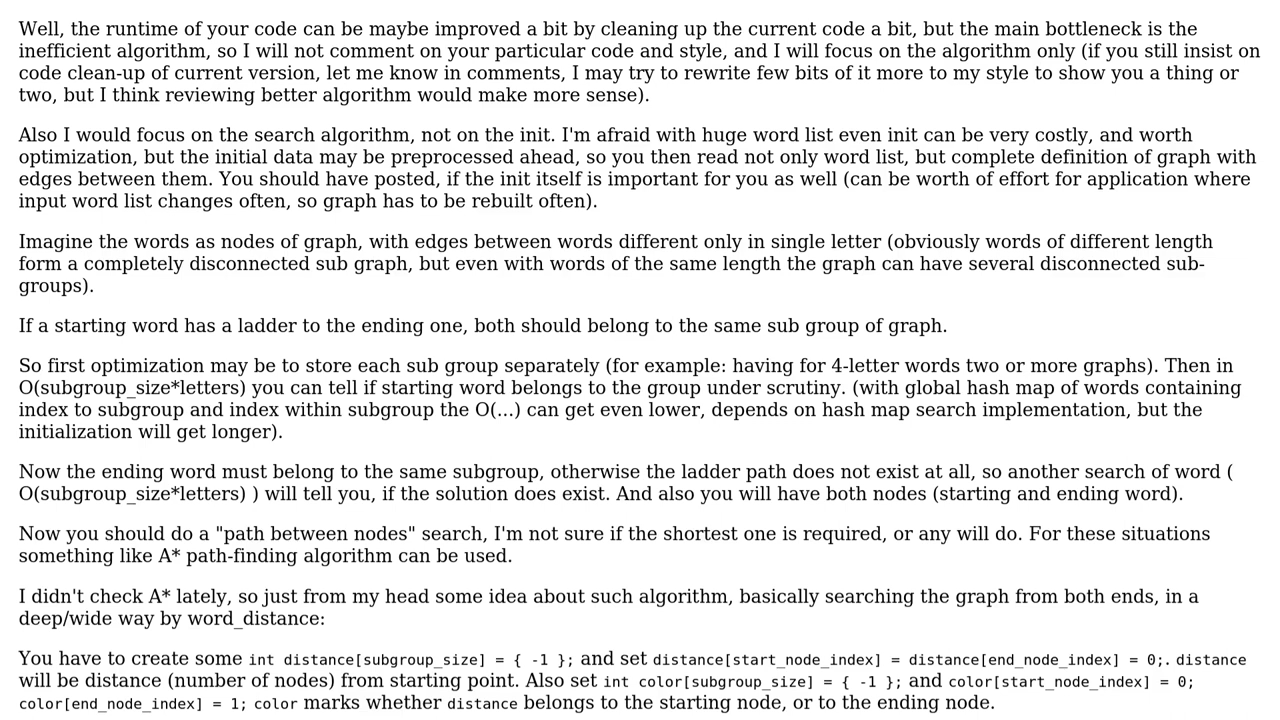 Well, the runtime of your code can be maybe improved a bit by cleaning up the current code a bit, but the main bottleneck is the
inefficient algorithm, so I will not comment on your particular code and style, and I will focus on the algorithm only (if you still insist on
code clean-up of current version, let me know in comments, I may try to rewrite few bits of it more to my style to show you a thing or
two, but I think reviewing better algorithm would make more sense).
Also I would focus on the search algorithm, not on the init. I'm afraid with huge word list even init can be very costly, and worth
optimization, but the initial data may be preprocessed ahead, so you then read not only word list, but complete definition of graph with
edges between them. You should have posted, if the init itself is important for you as well (can be worth of effort for application where
input word list changes often, so graph has to be rebuilt often).
Imagine the words as nodes of graph, with edges between words different only in single letter (obviously words of different length
form a completely disconnected sub graph, but even with words of the same length the graph can have several disconnected sub-
groups).
If a starting word has a ladder to the ending one, both should belong to the same sub group of graph.
So first optimization may be to store each sub group separately (for example: having for 4-letter words two or more graphs). Then in
O(subgroup_size*letters) you can tell if starting word belongs to the group under scrutiny. (with global hash map of words containing
index to subgroup and index within subgroup the O(...) can get even lower, depends on hash map search implementation, but the
initialization will get longer).
Now the ending word must belong to the same subgroup, otherwise the ladder path does not exist at all, so another search of word (
O(subgroup_size*letters) ) will tell you, if the solution does exist. And also you will have both nodes (starting and ending word).
Now you should do a "path between nodes" search, I'm not sure if the shortest one is required, or any will do. For these situations
something like A* path-finding algorithm can be used.
I didn't check A* lately, so just from my head some idea about such algorithm, basically searching the graph from both ends, in a
deep/wide way by word_distance:
You have to create some int distance[subgroup_size] = { -1 }; and set distance[start_node_index] = distance[end_node_index] = 0;. distance
will be distance (number of nodes) from starting point. Also set int color[subgroup_size] = { -1 }; and color[start_node_index] = 0;
color[end_node_index] = 1; color marks whether distance belongs to the starting node, or to the ending node.